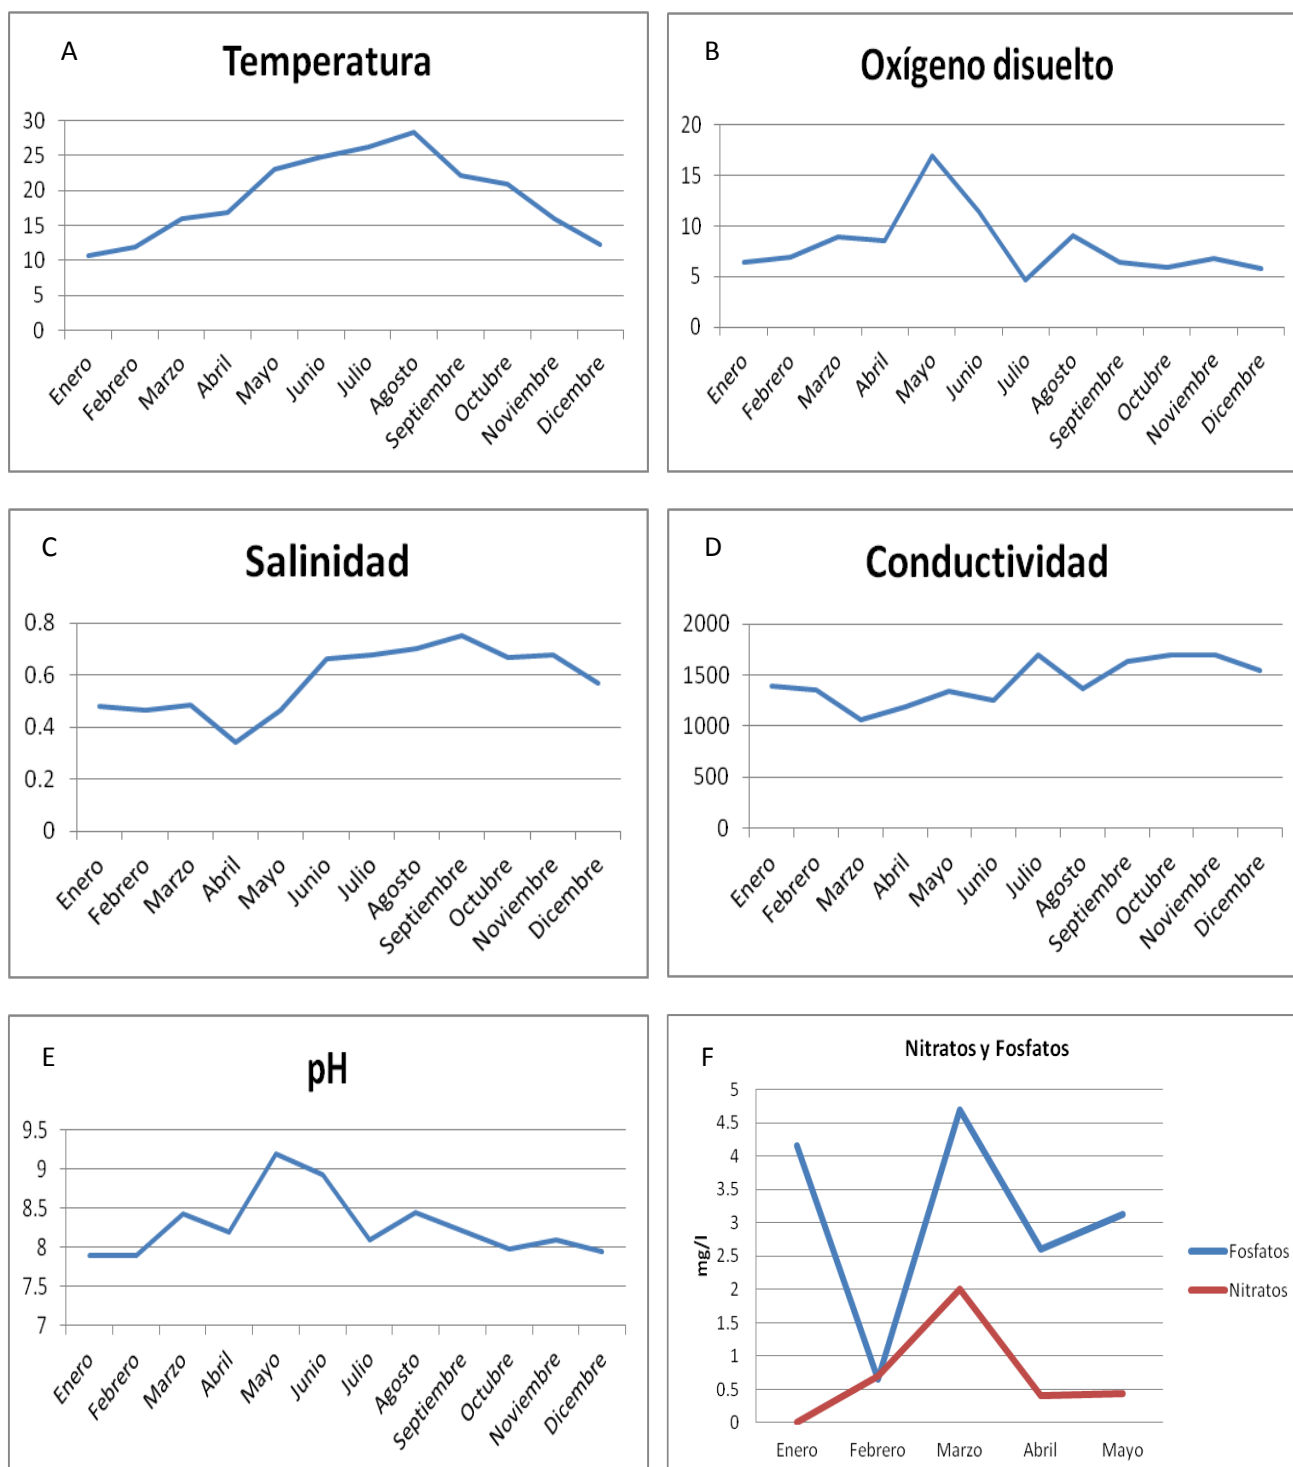 A
Temperatura
30
25
20
15
10
5
0
Enero
Febrero
Marzo
Abril
Mayo
Junio
Julio
Agosto
Septiembre
Octubre
Noviembre
Dicembre
B
Oxígeno disuelto
20
15
10
5
0
Enero
Febrero
Marzo
Abril
Mayo
Junio
Julio
Agosto
Septiembre
Octubre
Noviembre
Dicembre
C
Salinidad
0.8
0.6
0.4
0.2
0
Enero
Febrero
Marzo
Abril
Mayo
Junio
Julio
Agosto
Septiembre
Octubre
Noviembre
Dicembre
D
Conductividad
2000
1500
1000
500
0
Enero
Febrero
Marzo
Abril
Mayo
Junio
Julio
Agosto
Septiembre
Octubre
Noviembre
Dicembre
E
pH
9.5
9
8.5
8
7.5
7
Enero
Febrero
Marzo
Abril
Mayo
Junio
Julio
Agosto
Septiembre
Octubre
Noviembre
Dicembre
F
Nitratos y Fosfatos
5
4.5
4
3.5
3
2.5
2
1.5
1
0.5
0
mg/l
Enero Febrero Marzo Abril Mayo
Fosfatos
Nitratos